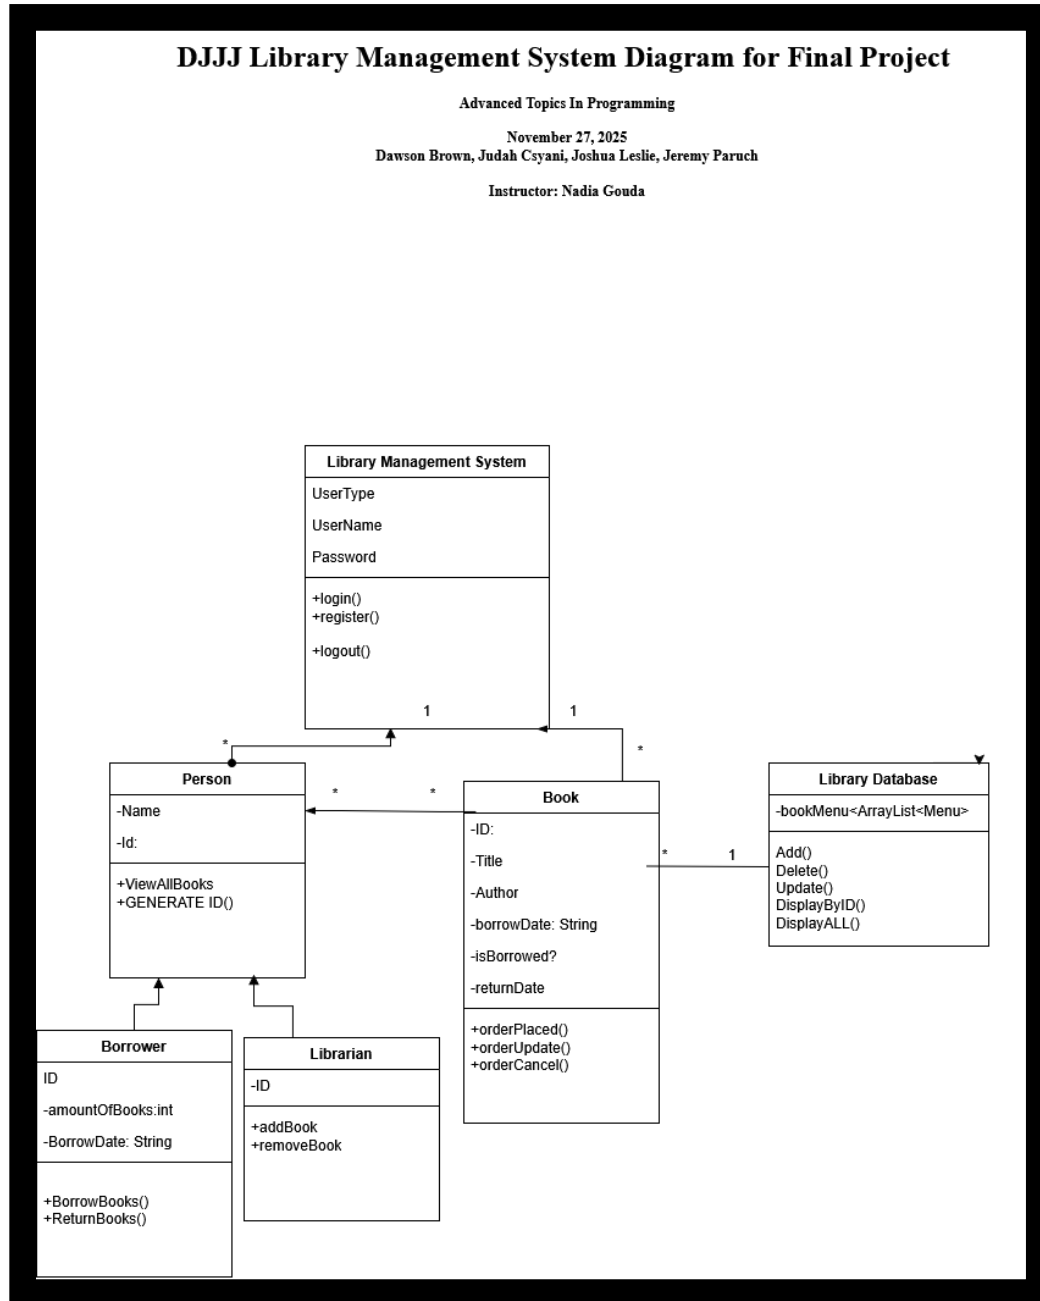 DJJJ Library Management System Diagram for Final Project
Advanced Topics In Programming
November 27, 2025
Dawson Brown, Judah Csyani, Joshua Leslie, Jeremy Paruch
Instructor: Nadia Gouda
Library Management System
UserType
UserName
Password
+login()
+register()
+logout()
1
1
*
*
Person
-Name
-Id:
+ViewAllBooks
+GENERATE ID()
*
*
Book
-ID:
-Title
-Author
-borrowDate: String
-isBorrowed?
-returnDate
+orderPlaced()
+orderUpdate()
+orderCancel()
*
1
Library Database
-bookMenu<ArrayList<Menu>
Add()
Delete()
Update()
DisplayByID()
DisplayALL()
Borrower
ID
-amountOfBooks:int
-BorrowDate: String
+BorrowBooks()
+ReturnBooks()
Librarian
-ID
+addBook
+removeBook